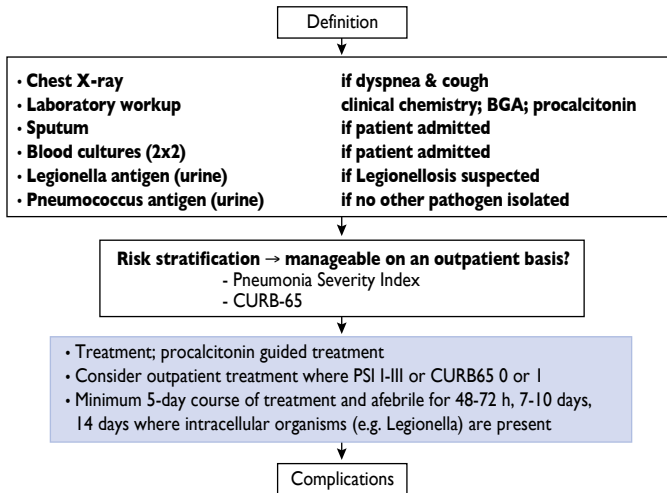 Definition
• Chest X-ray if dyspnea & cough
• Laboratory workup clinical chemistry; BGA; procalcitonin
• Sputum if patient admitted
• Blood cultures (2x2) if patient admitted
• Legionella antigen (urine) if Legionellosis suspected
• Pneumococcus antigen (urine) if no other pathogen isolated
Risk stratification → manageable on an outpatient basis?
- Pneumonia Severity Index
- CURB-65
• Treatment; procalcitonin guided treatment
• Consider outpatient treatment where PSI I-III or CURB65 0 or 1
• Minimum 5-day course of treatment and afebrile for 48-72 h, 7-10 days,
14 days where intracellular organisms (e.g. Legionella) are present
Complications